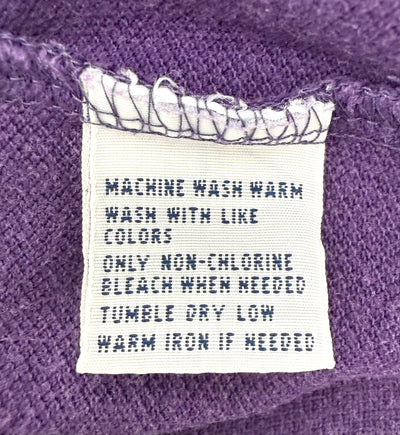 MACHINE WASH WARM
WASH WITH LIKE
COLORS
ONLY NON-CHLORINE
BLEACH WHEN NEEDED
TUMBLE DRY LOW
WARM IRON IF NEEDED